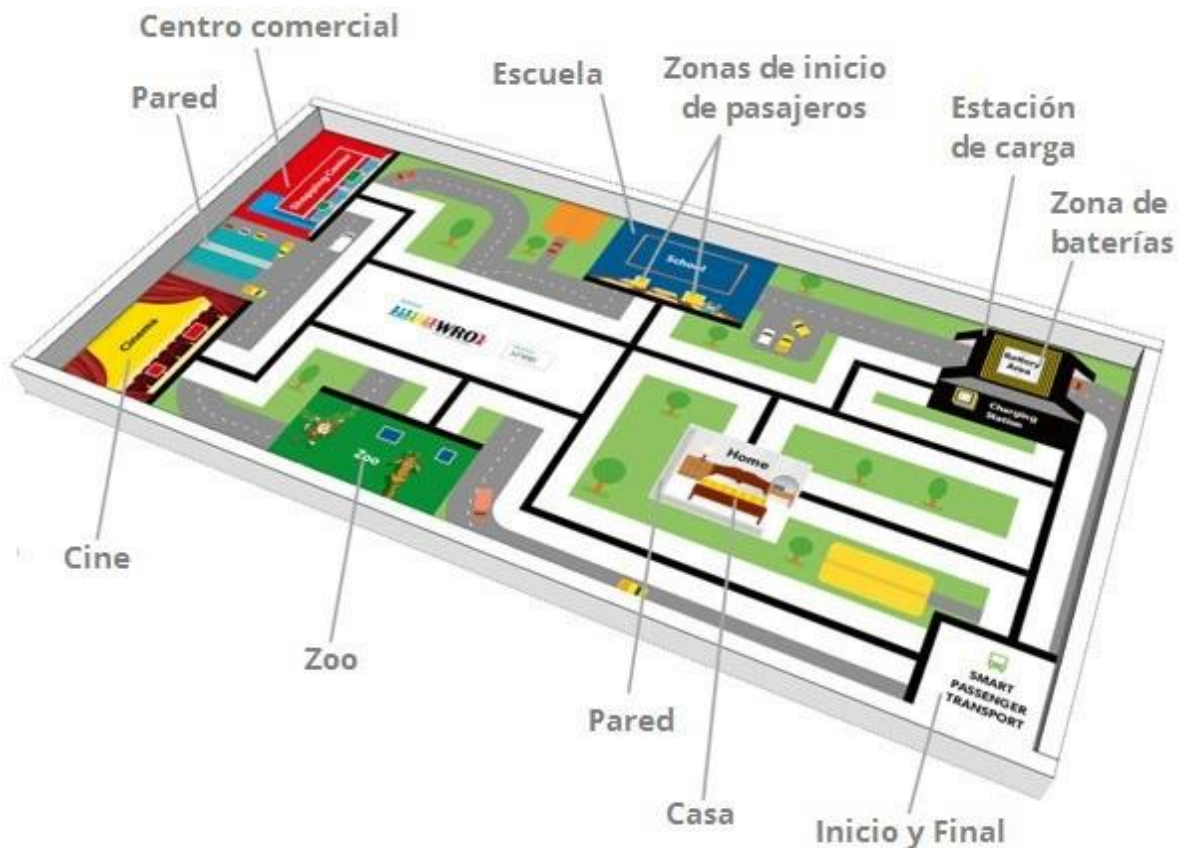 Centro comercial
Pared
Escuela
Zonas de inicio
de pasajeros
Estación
de carga
Zona de
baterías
Shopping Center
School
Cinema
WRO
Battery
Area
Charging
Station
Home
Zoo
SMART
PASSENGER
TRANSPORT
Cine
Zoo
Pared
Casa
Inicio y Final